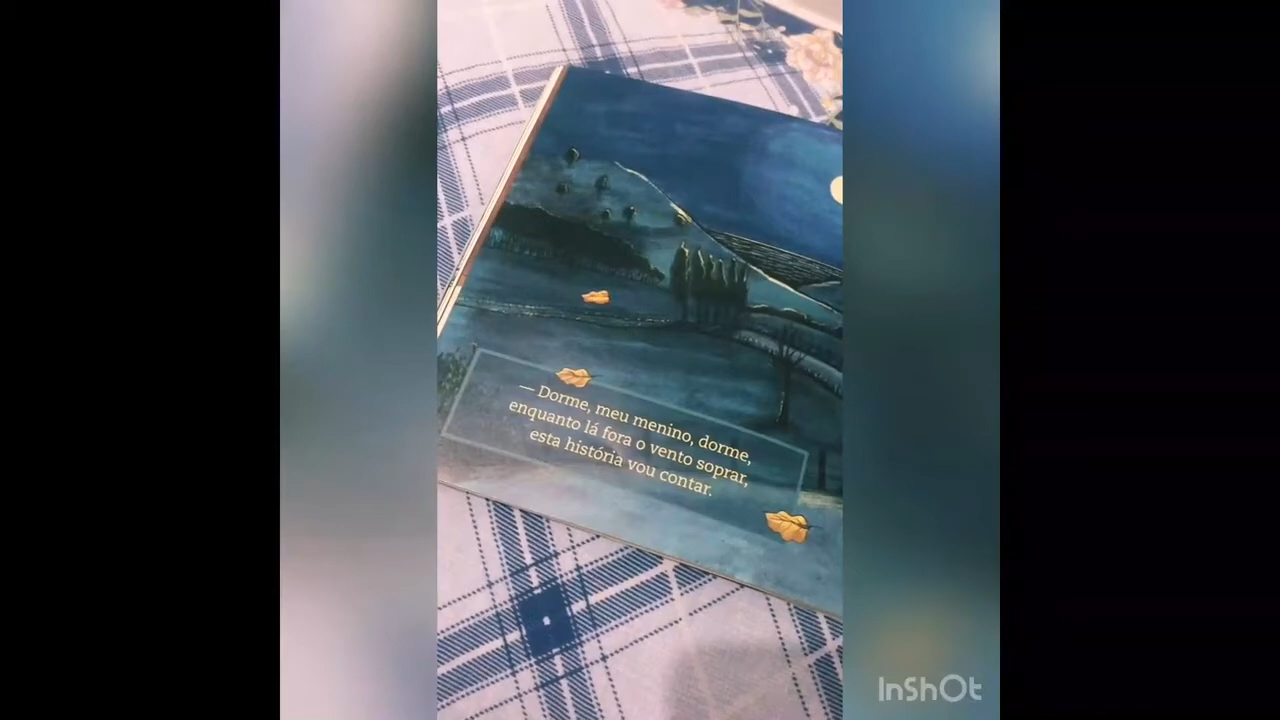 — Dorme, meu menino, dorme,
enquanto lá fora o vento soprar,
esta história vou contar.
InShOt